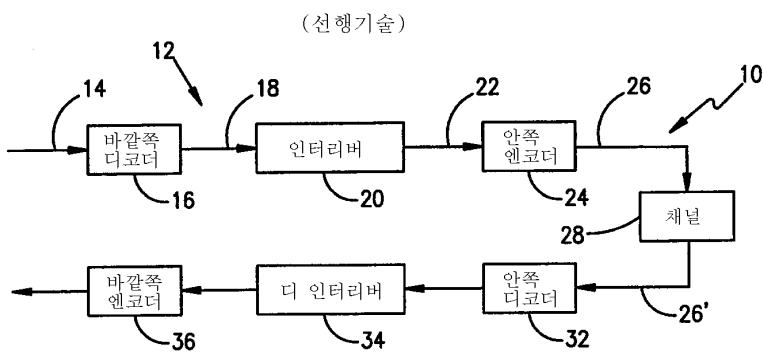 (선행기술)
12
10
14
18
22
26
바깥쪽
디코더
인터리버
안쪽
엔코더
16
20
24
채널
28
바깥쪽
엔코더
디 인터리버
안쪽
디코더
26'
36
34
32